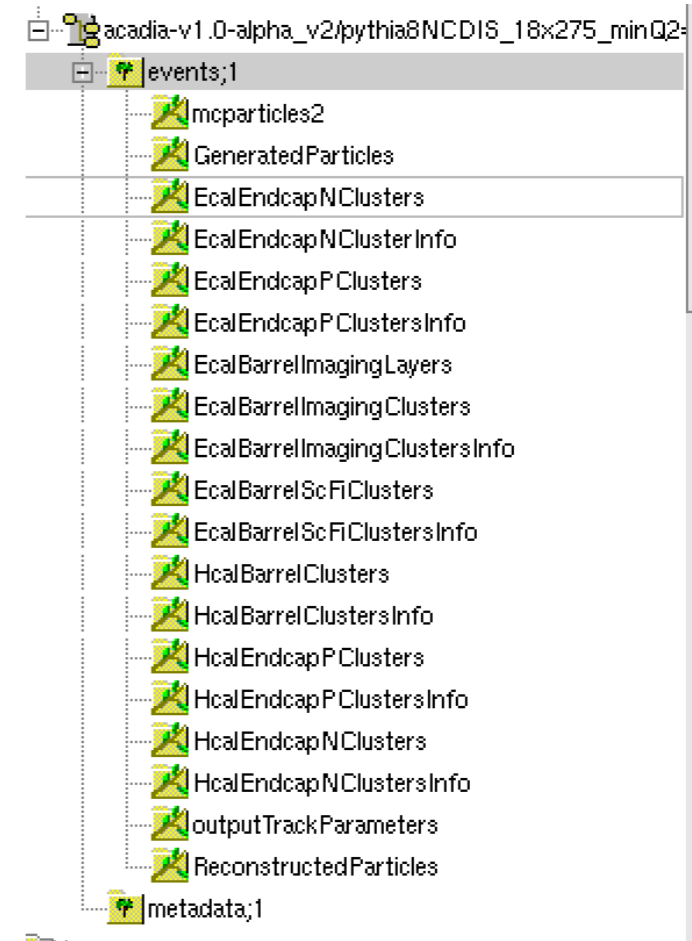 acadia-v1.0-alpha_v2/pythia8NCDIS_18x275_minQ2=
events;1
mcparticles2
GeneratedParticles
EcalEndcapNClusters
EcalEndcapNClusterInfo
EcalEndcapPClusters
EcalEndcapPClustersInfo
EcalBarrelImagingLayers
EcalBarrelImagingClusters
EcalBarrelImagingClustersInfo
EcalBarrelScFiClusters
EcalBarrelScFiClustersInfo
HcalBarrelClusters
HcalBarrelClustersInfo
HcalEndcapPClusters
HcalEndcapPClustersInfo
HcalEndcapNClusters
HcalEndcapNClustersInfo
outputTrackParameters
ReconstructedParticles
metadata;1